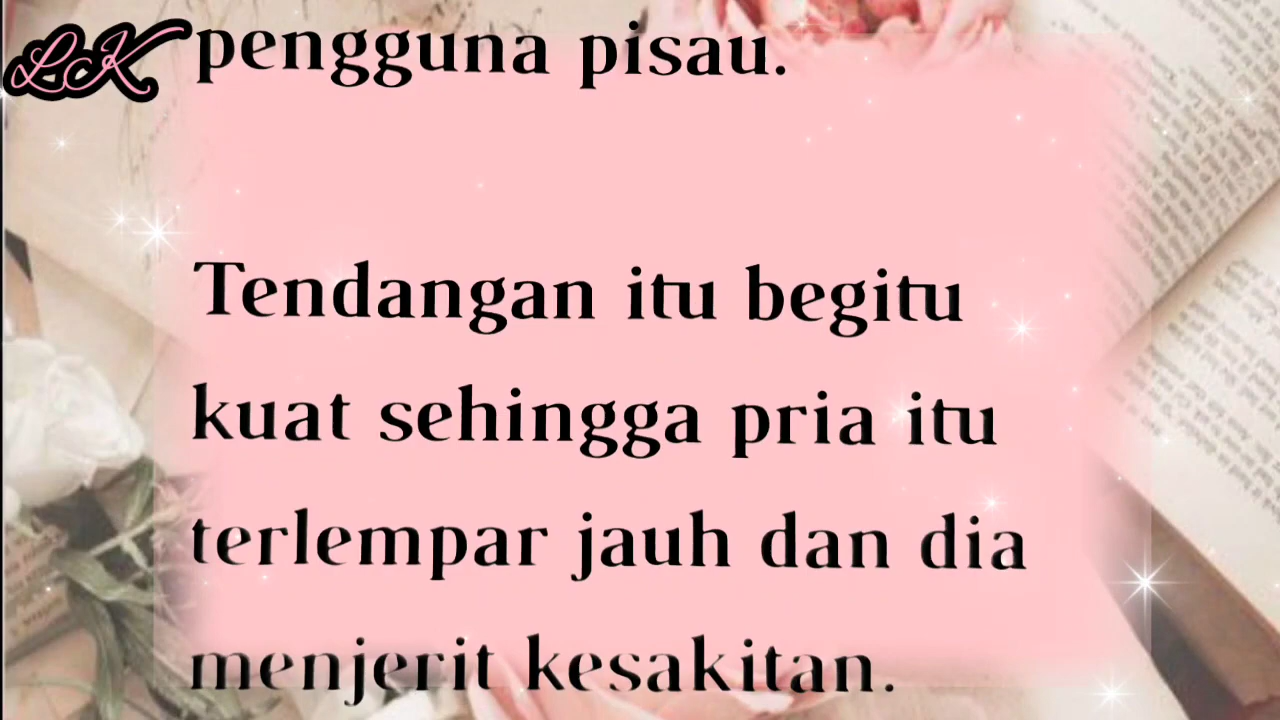 LK
pengguna pisau.
Tendangan itu begitu
kuat sehingga pria itu
terlempar jauh dan dia
menjerit kesakitan.